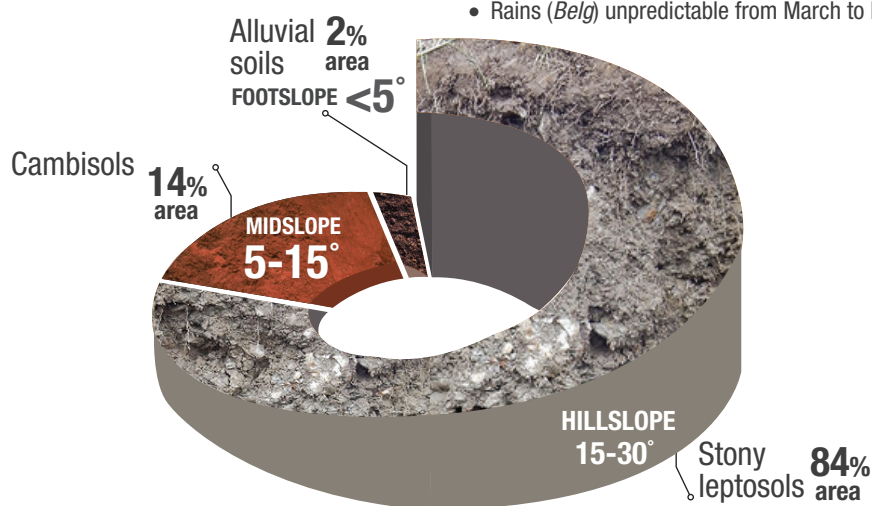 • Rains (Belg) unpredictable from March to
Alluvial 2%
soils area
FOOTSLOPE <5°
Cambisols
14%
area
MIDSLOPE
5-15°
HILLSLOPE
15-30°
Stony 84%
leptosols area